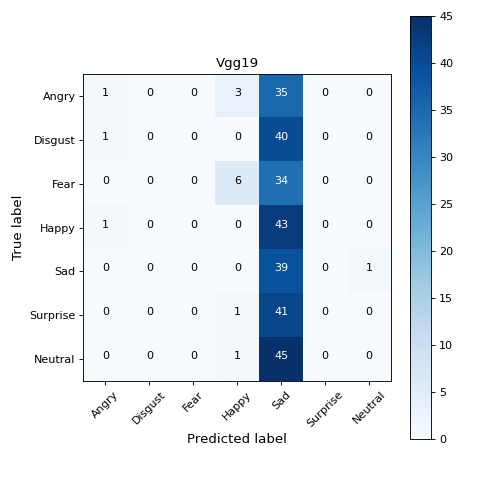 Vgg19
45
Angry 1 0 0 3 35 0 0
40
Disgust 1 0 0 0 40 0 0
35
Fear 0 0 0 6 34 0 0
30
Happy 1 0 0 0 43 0 0
25
Sad 0 0 0 0 39 0 1
20
Surprise 0 0 0 1 41 0 0
15
Neutral 0 0 0 1 45 0 0
10
5
0
True label
Angry Disgust Fear Happy Sad Surprise Neutral
Predicted label